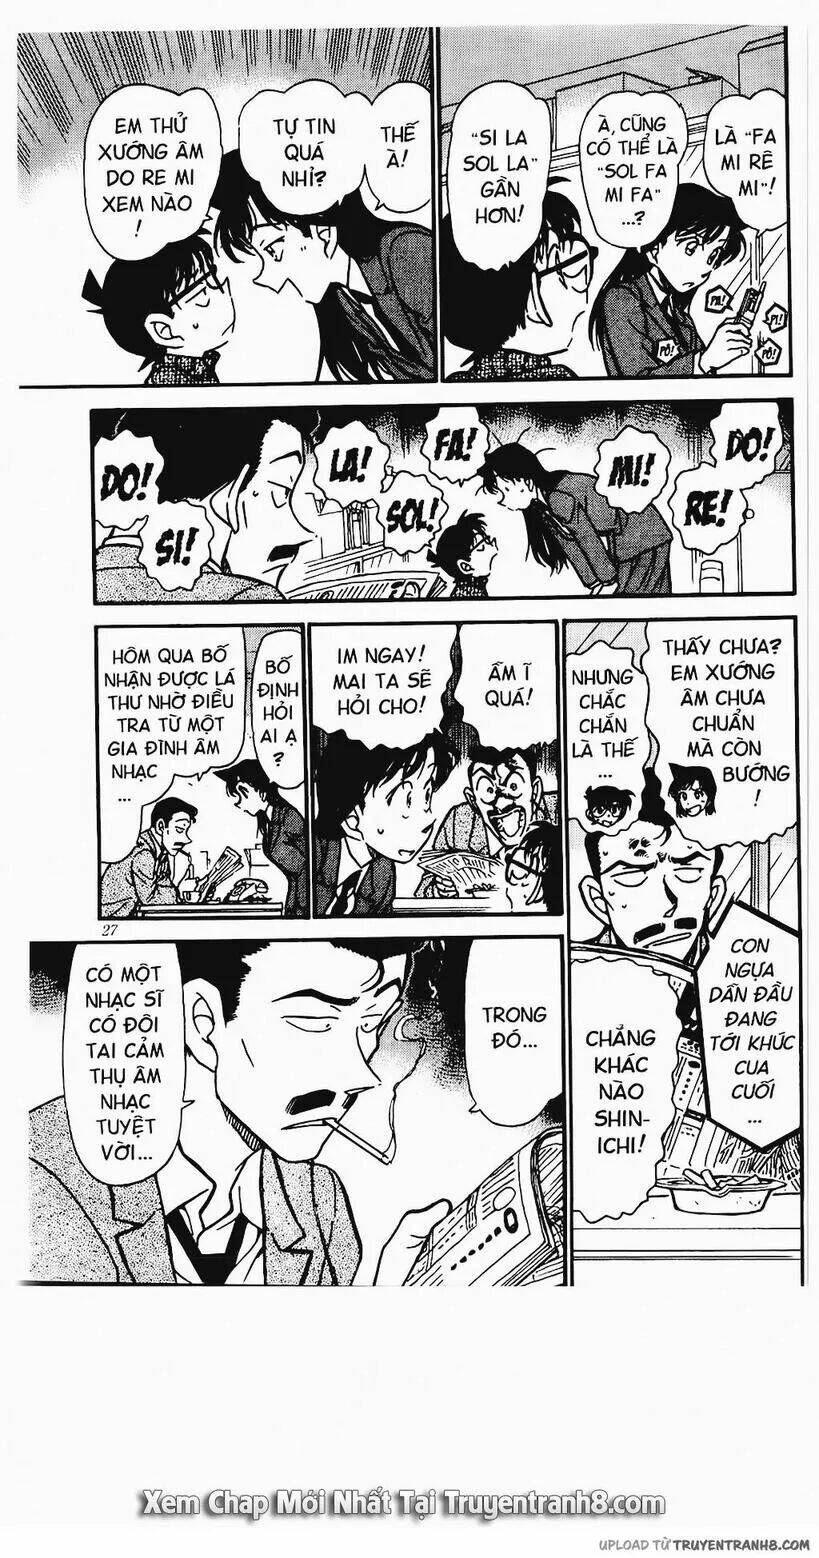 LÀ "FA
MI RÊ
MI"!
À, CŨNG
CÓ THỂ LÀ
"SOL FA
MI FA"
...?
"SI LA
SOL LA"
GẦN
HƠN!
PA!
PI!
PÔ!
PÔ!
THẾ
À!
TỰ TIN
QUÁ
NHỈ?
EM THỬ
XƯỚNG ÂM
DO RE MI
XEM NÀO
!
DO!
RE!
MI!
FA!
SOL!
LA!
SI!
DO!
THẤY CHƯA?
EM XƯỚNG
ÂM CHƯA
CHUẨN
MÀ CÒN
BƯỚNG
!
NHƯNG
CHẮC
CHẮN
LÀ THẾ
...
CON
NGỰA
DẪN ĐẦU
ĐANG
TỚI KHÚC
CUA
CUỐI
...
CHẲNG
KHÁC
NÀO
SHIN-
ICHI!
ẦM Ĩ
QUÁ!
IM NGAY!
MAI TA SẼ
HỎI CHO!
BỐ
ĐỊNH
HỎI
AI Ạ
?
HÔM QUA BỐ
NHẬN ĐƯỢC LÁ
THƯ NHỜ ĐIỀU
TRA TỪ MỘT
GIA ĐÌNH ÂM
NHẠC
...
27
TRONG
ĐÓ...
CÓ MỘT
NHẠC SĨ
CÓ ĐÔI
TAI CẢM
THỤ ÂM
NHẠC
TUYỆT
VỜI...
Xem Chap Mới Nhất Tại Truyentranh8.com
UPLOAD TỪ TRUYENTRANH8.COM